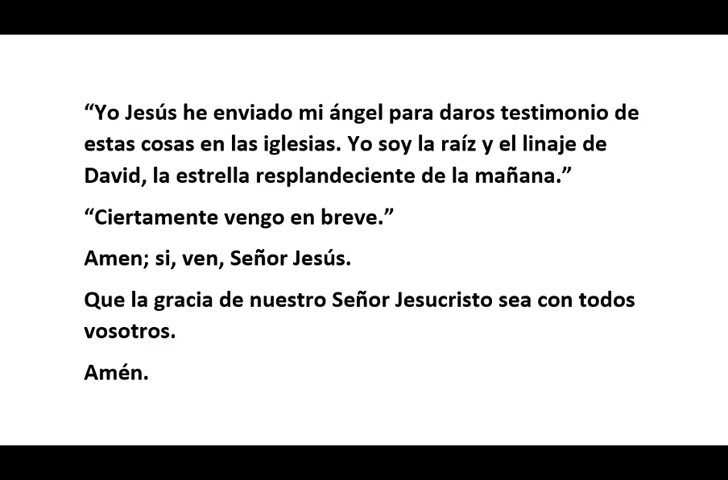 “Yo Jesús he enviado mi ángel para daros testimonio de
estas cosas en las iglesias. Yo soy la raíz y el linaje de
David, la estrella resplandeciente de la mañana.”
“Ciertamente vengo en breve.”
Amen; si, ven, Señor Jesús.
Que la gracia de nuestro Señor Jesucristo sea con todos
vosotros.
Amén.